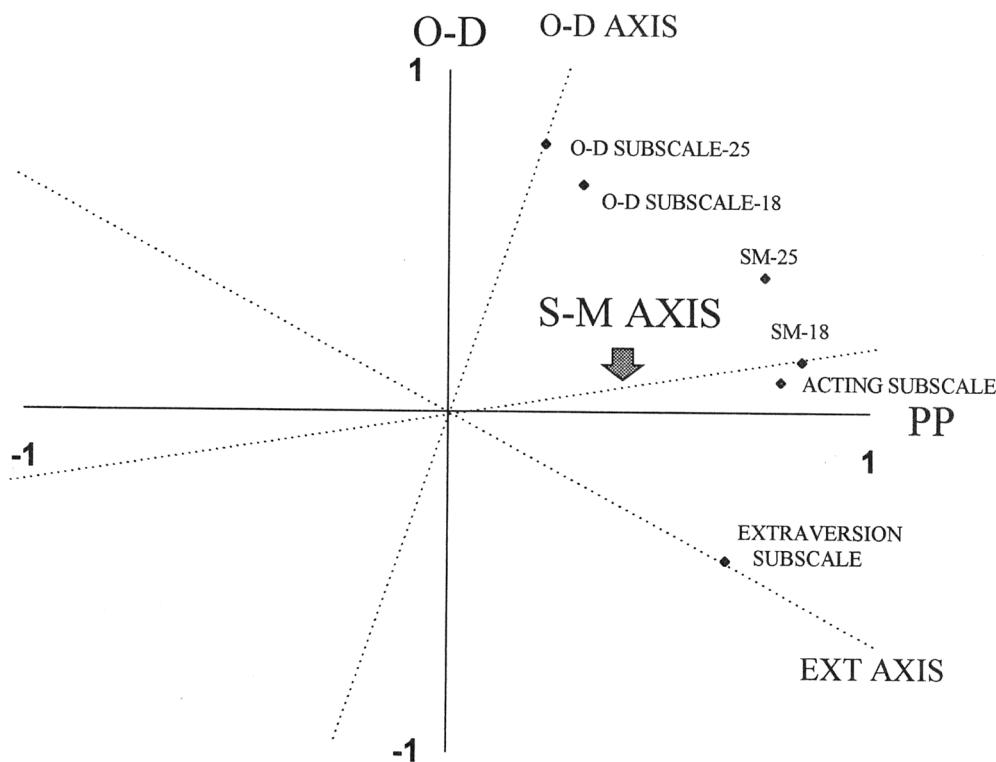 O-D
O-D AXIS
1
O-D SUBSCALE-25
O-D SUBSCALE-18
SM-25
S-M AXIS
SM-18
ACTING SUBSCALE
PP
-1
1
EXTRAVERSION
SUBSCALE
EXT AXIS
-1